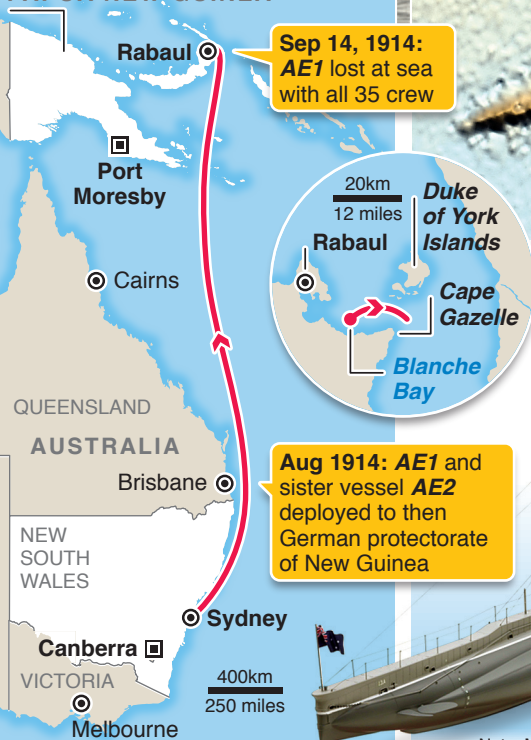 Rabaul
Sep 14, 1914:
AE1 lost at sea
with all 35 crew
Port
Moresby
20km
12 miles
Duke
of York
Islands
Rabaul
Cape
Gazelle
Blanche
Bay
Cairns
QUEENSLAND
AUSTRALIA
Brisbane
Aug 1914: AE1 and
sister vessel AE2
deployed to then
German protectorate
of New Guinea
NEW
SOUTH
WALES
Sydney
Canberra
VICTORIA
400km
250 miles
Melbourne